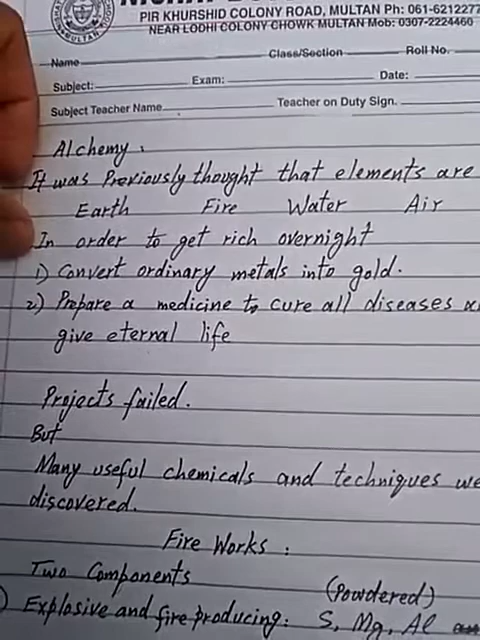 MULTAN
PIR KHURSHID COLONY ROAD, MULTAN Ph: 061-6212277
NEAR LODHI COLONY CHOWK MULTAN Mob: 0307-2224460
Name Class/Section Roll No.
Subject: Exam: Date:
Subject Teacher Name Teacher on Duty Sign.
Alchemy :
It was Previously thought that elements are
Earth Fire Water Air
In order to get rich overnight
1) Convert ordinary metals into gold.
2) Prepare a medicine to cure all diseases
give eternal life
Projects failed.
But
Many useful chemicals and techniques we
discovered.
Fire Works :
Two Components (Powdered)
) Explosive and fire producing : S, Mg, Al